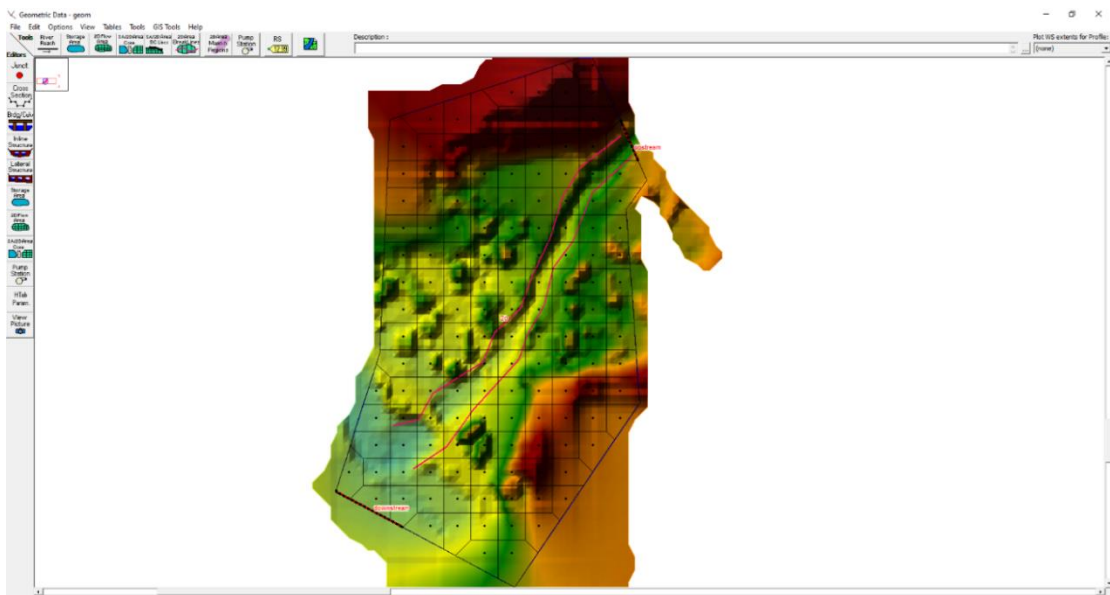 Geometric Data - geom
File Edit Options View Tables Tools GIS Tools Help
Tools
River Reach
Storage Area
2D Flow Area
Pump Station
RS
Description :
Plot WS extents for Profile:
(none)
Editors
Junct.
Cross Section
Brdg/Culv
Inline Structure
Lateral Structure
Storage Area
2D Flow Area
SA/2D Area Conn
Pump Station
HTab Param.
View Picture
upstream
downstream